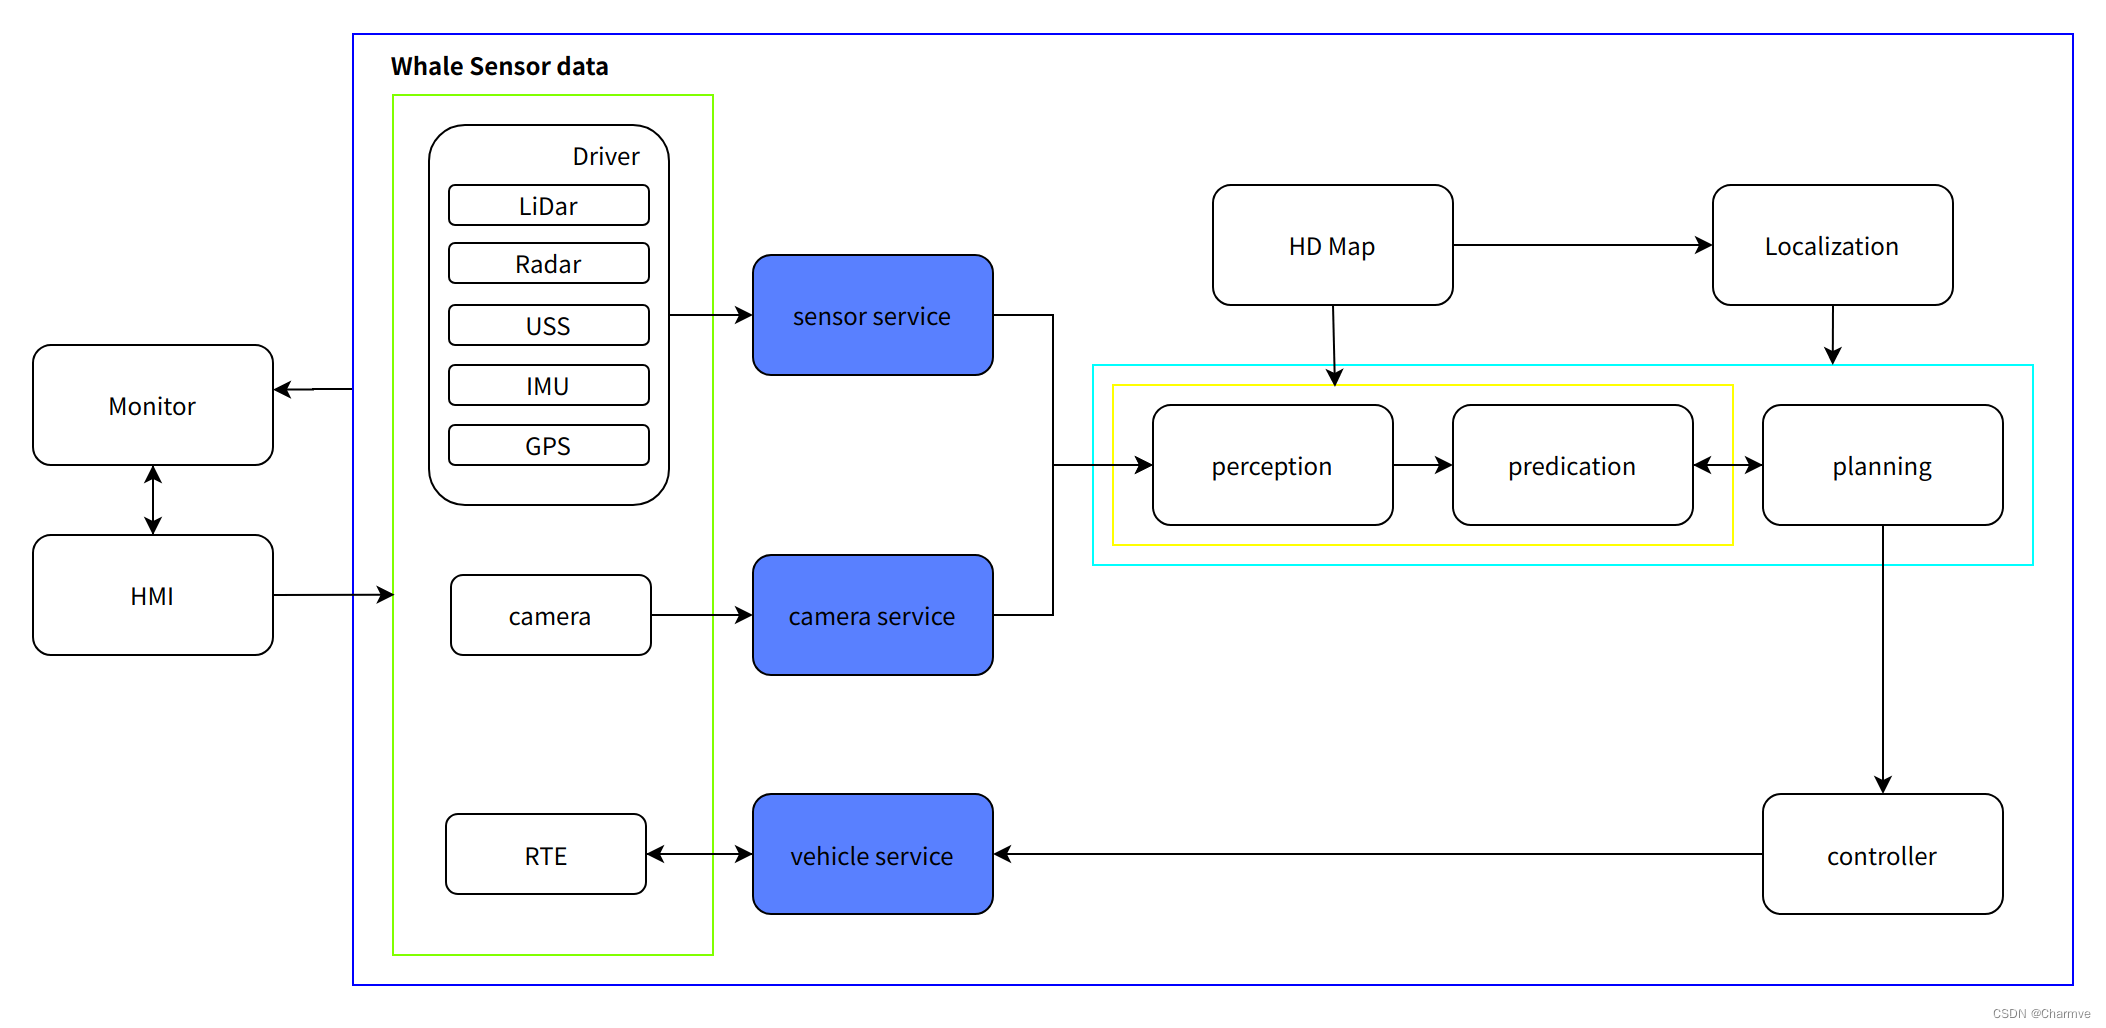 Whale Sensor data
Driver
LiDar
Radar
USS
IMU
GPS
sensor service
HD Map
Localization
Monitor
perception
predication
planning
HMI
camera
camera service
RTE
vehicle service
controller
CSDN @Charmve